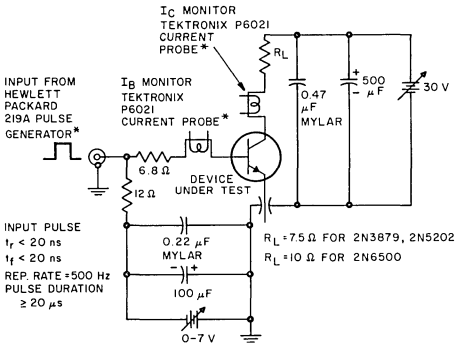 IC MONITOR
TEKTRONIX P6021
CURRENT
PROBE*
RL
INPUT FROM
HEWLETT
PACKARD
219A PULSE
GENERATOR*
IB MONITOR
TEKTRONIX
P6021
CURRENT PROBE*
0.47
µF
MYLAR
+
500
µF
−
30 V
6.8Ω
DEVICE
UNDER TEST
12Ω
INPUT PULSE
tr < 20 ns
tf < 20 ns
REP. RATE = 500 Hz
PULSE DURATION
≥ 20 µs
0.22 µF
MYLAR
− +
100 µF
0-7 V
RL = 7.5 Ω FOR 2N3879, 2N5202
RL = 10 Ω FOR 2N6500